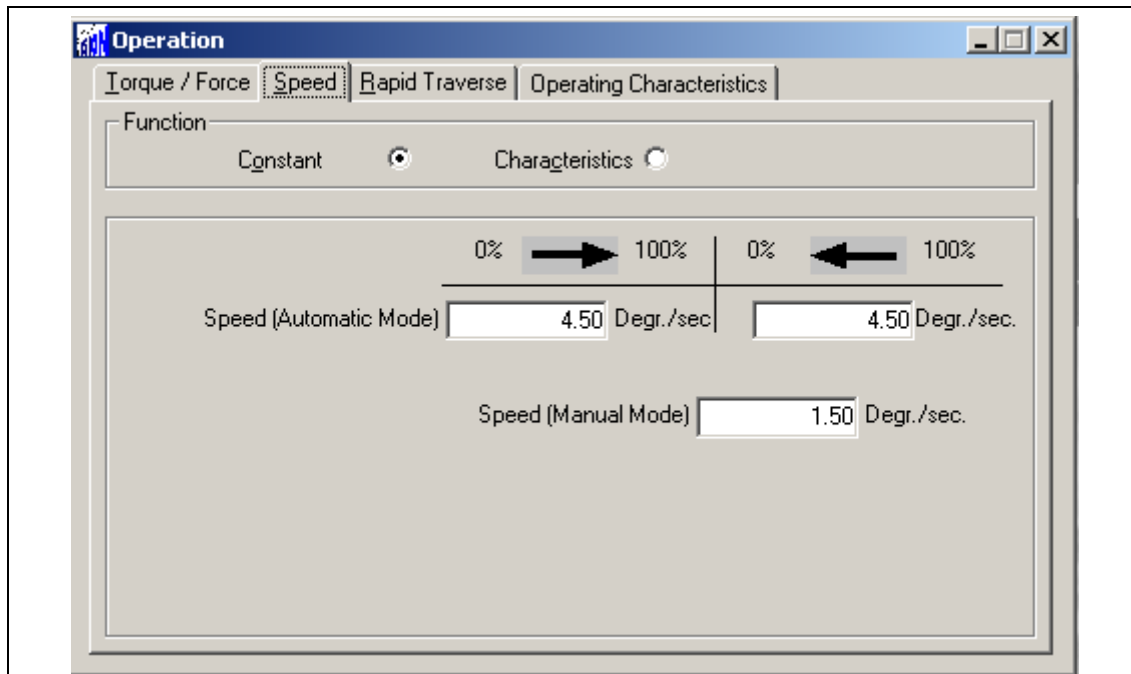 Operation
Torque / Force Speed Rapid Traverse Operating Characteristics
Function
Constant Characteristics
0% 100% 0% 100%
Speed (Automatic Mode) 4.50 Degr./sec 4.50 Degr./sec.
Speed (Manual Mode) 1.50 Degr./sec.